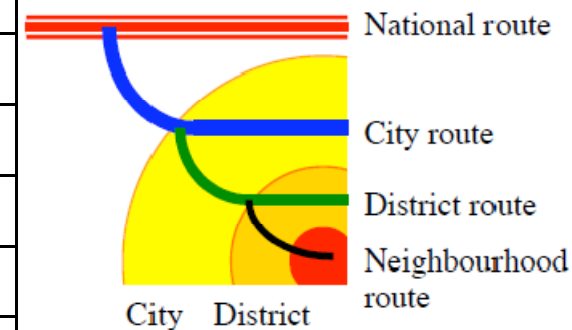 National route
City route
District route
Neighbourhood
route
City District